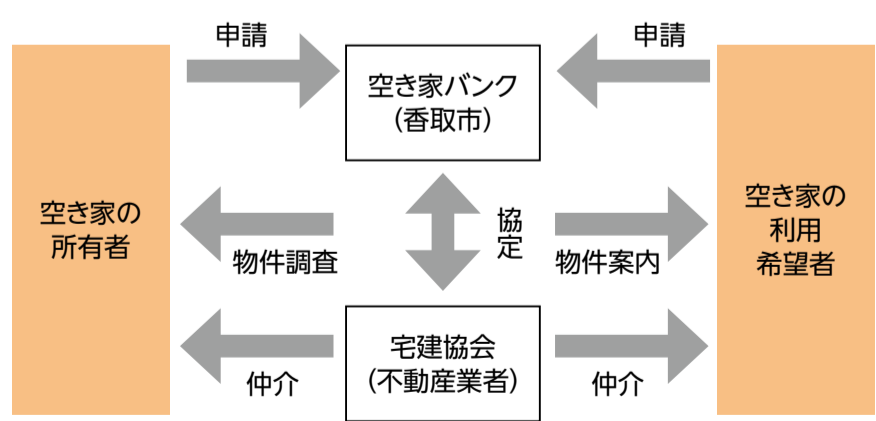 申請
申請
空き家バンク
（香取市）
空き家の
所有者
協定
空き家の
利用
希望者
物件調査
物件案内
宅建協会
（不動産業者）
仲介
仲介